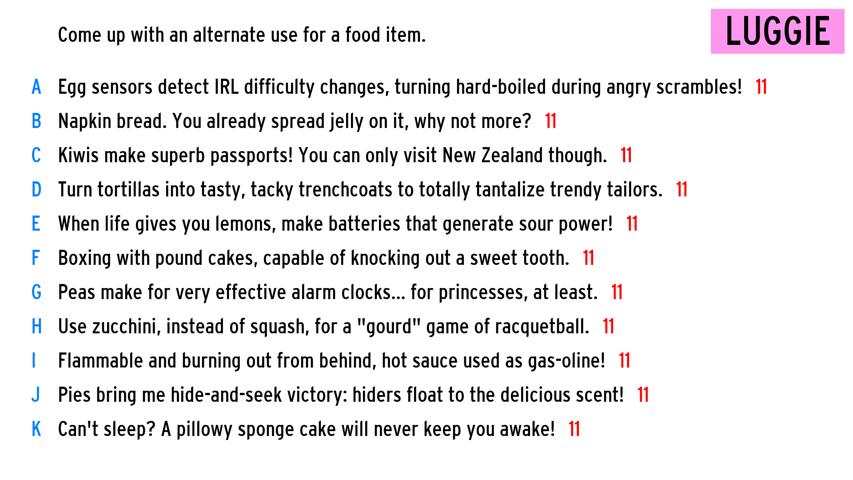 Come up with an alternate use for a food item.
LUGGIE
A Egg sensors detect IRL difficulty changes, turning hard-boiled during angry scrambles! 11
B Napkin bread. You already spread jelly on it, why not more? 11
C Kiwis make superb passports! You can only visit New Zealand though. 11
D Turn tortillas into tasty, tacky trenchcoats to totally tantalize trendy tailors. 11
E When life gives you lemons, make batteries that generate sour power! 11
F Boxing with pound cakes, capable of knocking out a sweet tooth. 11
G Peas make for very effective alarm clocks... for princesses, at least. 11
H Use zucchini, instead of squash, for a "gourd" game of racquetball. 11
I Flammable and burning out from behind, hot sauce used as gas-oline! 11
J Pies bring me hide-and-seek victory: hiders float to the delicious scent! 11
K Can't sleep? A pillowy sponge cake will never keep you awake! 11